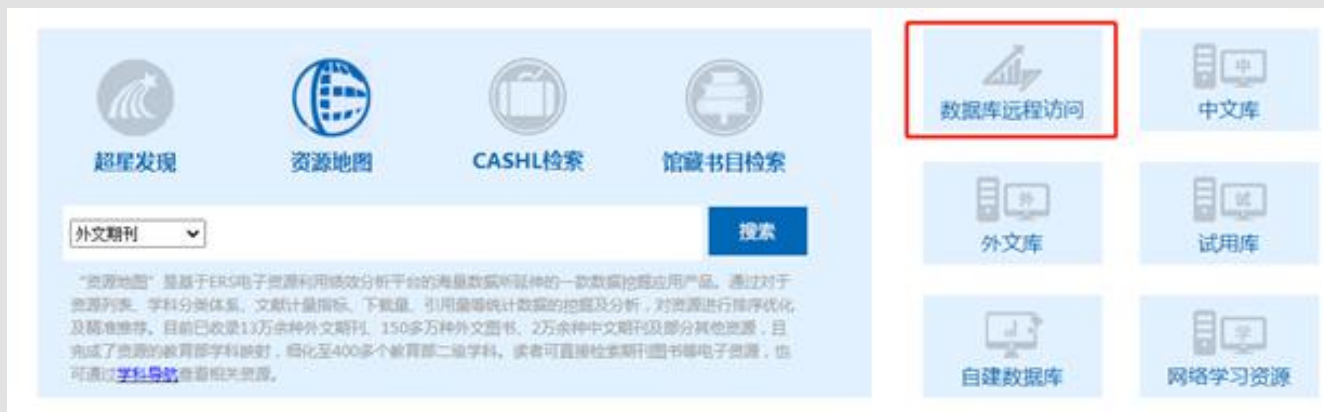 超星发现
资源地图
CASHL检索
馆藏书目检索
外文期刊
搜索
“资源地图”是基于ERS电子资源利用绩效分析平台的海量数据所延伸的一款数据挖掘应用产品。通过对于
资源列表、学科分类体系、文献计量指标、下载量、引用量等统计数据的挖掘及分析，对资源进行排序优化
及精准推荐。目前已收录13万余种外文期刊、150多万种外文图书、2万余种中文期刊及部分其他资源，且
完成了资源的教育部学科映射，细化至400多个教育部二级学科。读者可直接检索期刊图书等电子资源，也
可通过学科导航查看相关资源。
数据库远程访问
中
中文库
外
外文库
试
试用库
自建数据库
学
网络学习资源